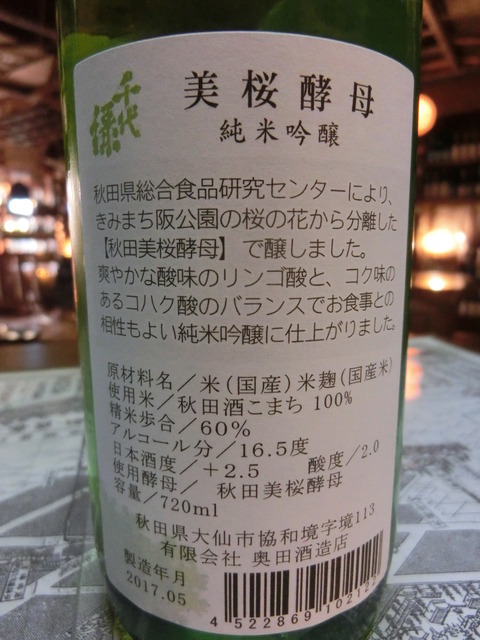 千代緑
美桜酵母
純米吟醸
秋田県総合食品研究センターにより、
きみまち阪公園の桜の花から分離した
【秋田美桜酵母】で醸しました。
爽やかな酸味のリンゴ酸と、コク味の
あるコハク酸のバランスでお食事との
相性もよい純米吟醸に仕上がりました。
原材料名／米（国産）米麹（国産米）
使用米／秋田酒こまち 100%
精米歩合／60%
アルコール分／16.5度
日本酒度／＋2.5 酸度／2.0
使用酵母／ 秋田美桜酵母
容量／720ml
秋田県大仙市協和境字境113
有限会社 奥田酒造店
製造年月
2017.05